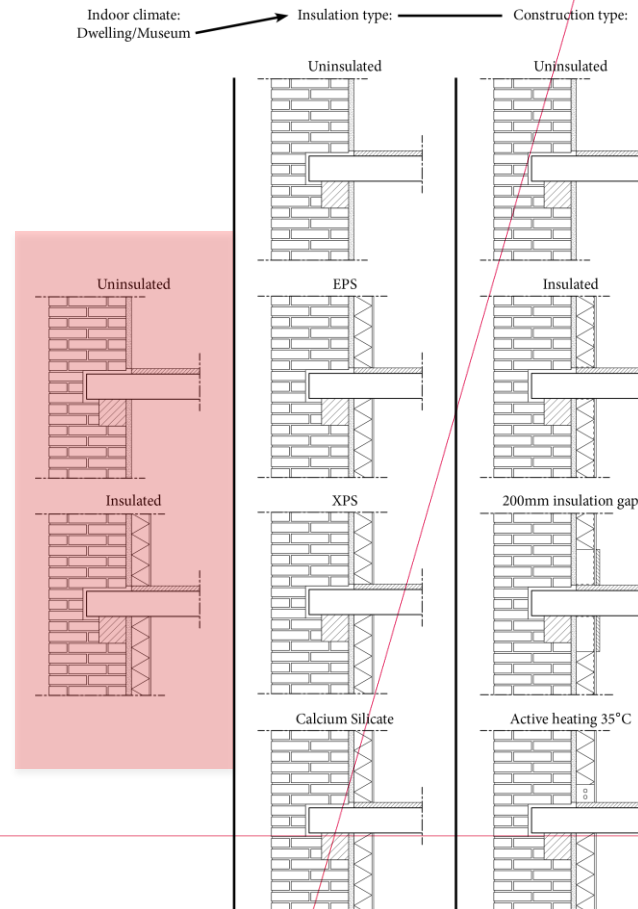 Indoor climate:
Dwelling/Museum
Insulation type:
Construction type:
Uninsulated
Uninsulated
Uninsulated
EPS
Insulated
Insulated
XPS
200mm insulation gap
Calcium Silicate
Active heating 35°C